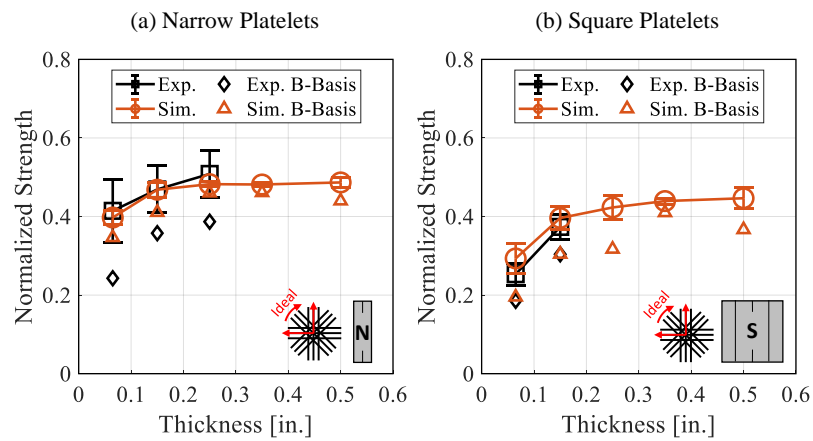 (a) Narrow Platelets
0.8
0.6
0.4
0.2
0
Normalized Strength
Exp.
Exp. B-Basis
Sim.
Sim. B-Basis
Ideal
N
0 0.1 0.2 0.3 0.4 0.5 0.6
Thickness [in.]
(b) Square Platelets
0.8
0.6
0.4
0.2
0
Normalized Strength
Exp.
Exp. B-Basis
Sim.
Sim. B-Basis
Ideal
S
0 0.1 0.2 0.3 0.4 0.5 0.6
Thickness [in.]